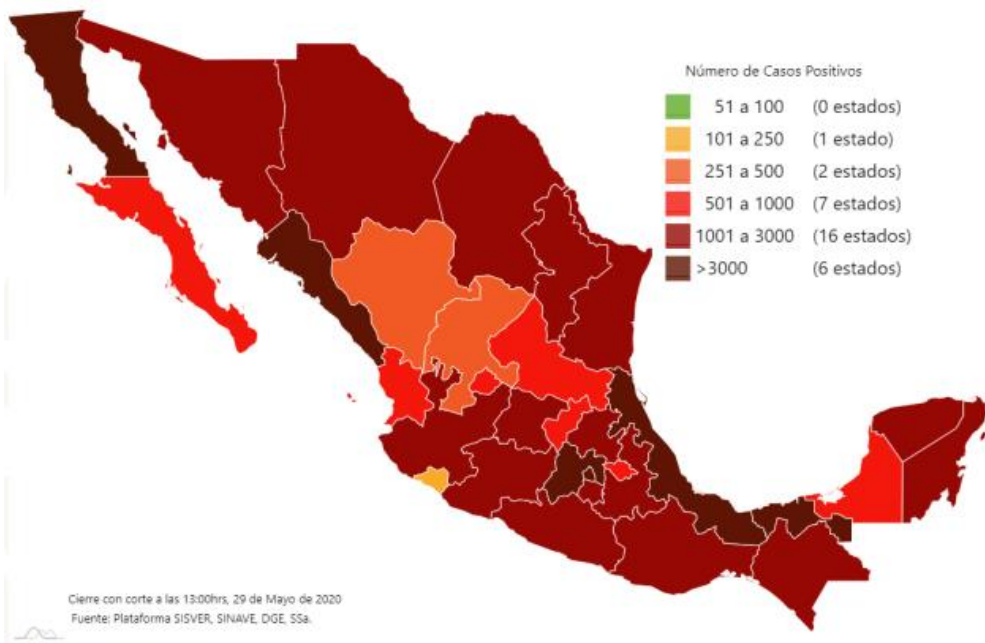 Número de Casos Positivos
51 a 100 (0 estados)
101 a 250 (1 estado)
251 a 500 (2 estados)
501 a 1000 (7 estados)
1001 a 3000 (16 estados)
>3000 (6 estados)
Cierre con corte a las 13:00hrs, 29 de Mayo de 2020
Fuente: Plataforma SISVER, SINAVE, DGE, SSa.